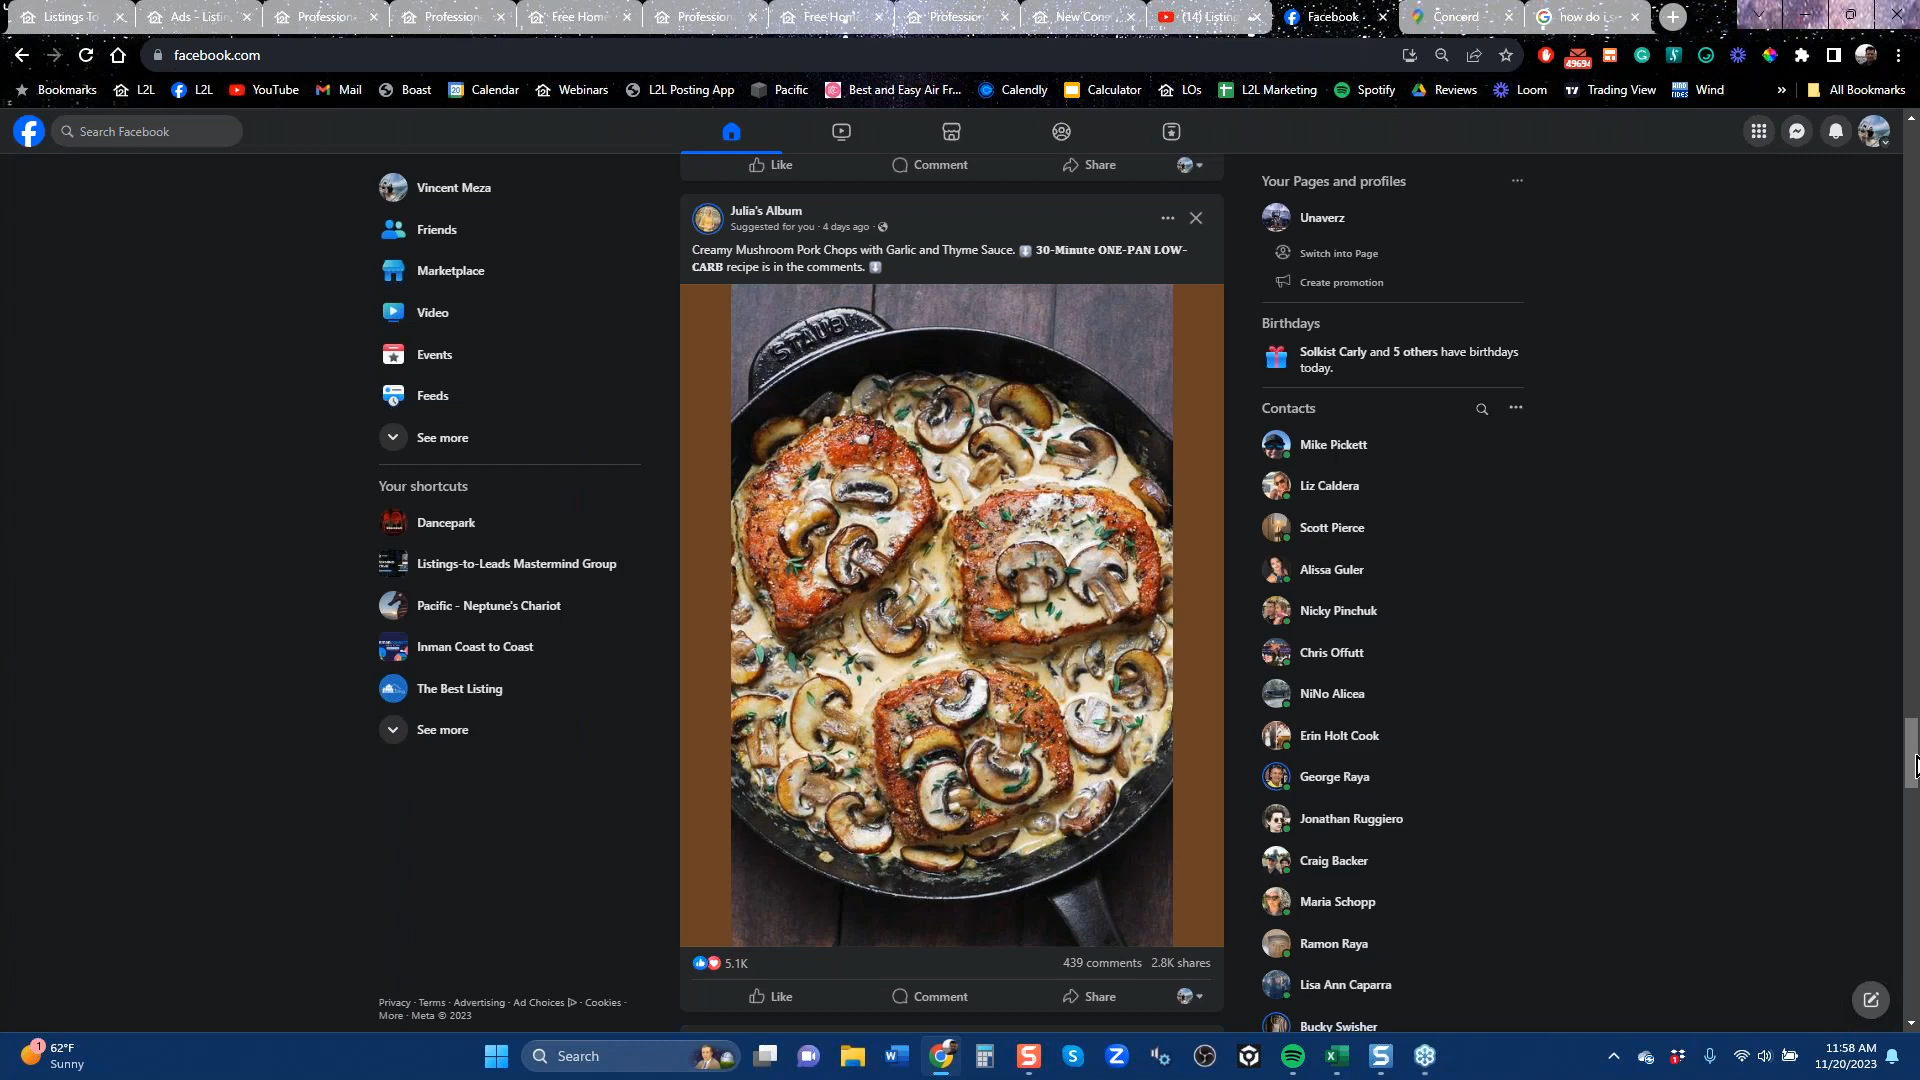 Listings To
Ads - Listin
Profession
Profession
Free Home
Profession
Free Hom
Professio
New Cons
(14) Listin
Facebook
Concord
how do i s
facebook.com
49694
Bookmarks
L2L
L2L
YouTube
Mail
Boast
Calendar
Webinars
L2L Posting App
Pacific
Best and Easy Air Fr...
Calendly
Calculator
LOs
L2L Marketing
Spotify
Reviews
Loom
Trading View
Wind
»
All Bookmarks
Search Facebook
Vincent Meza
Friends
Marketplace
Video
Events
Feeds
See more
Your shortcuts
Dancepark
Listings-to-Leads Mastermind Group
Pacific - Neptune's Chariot
Inman Coast to Coast
The Best Listing
See more
Privacy · Terms · Advertising · Ad Choices · Cookies ·
More · Meta © 2023
Like Comment Share
Julia's Album
Suggested for you · 4 days ago ·
Creamy Mushroom Pork Chops with Garlic and Thyme Sauce. ⬇️ 30-Minute ONE-PAN LOW-
CARB recipe is in the comments. ⬇️
STAUB
5.1K
439 comments 2.8K shares
Like Comment Share
Your Pages and profiles
Unaverz
Switch into Page
Create promotion
Birthdays
Solkist Carly and 5 others have birthdays
today.
Contacts
Mike Pickett
Liz Caldera
Scott Pierce
Alissa Guler
Nicky Pinchuk
Chris Offutt
NiNo Alicea
Erin Holt Cook
George Raya
Jonathan Ruggiero
Craig Backer
Maria Schopp
Ramon Raya
Lisa Ann Caparra
Bucky Swisher
1
62°F
Sunny
Search
1
11:58 AM
11/20/2023